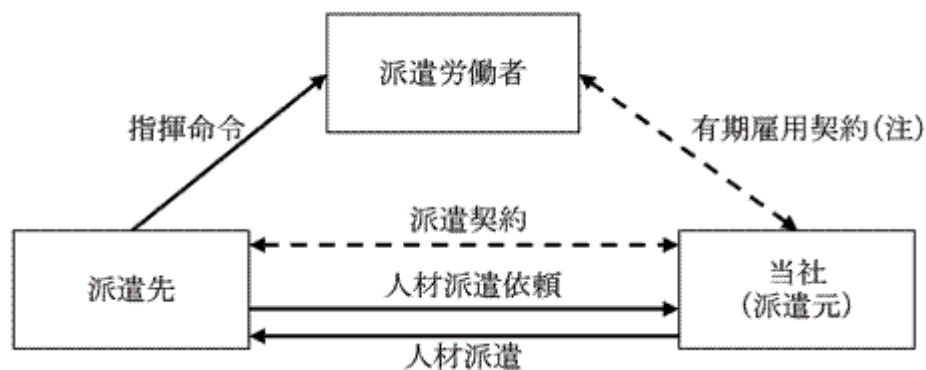 派遣労働者
指揮命令
有期雇用契約(注)
派遣契約
派遣先
人材派遣依頼
当社
(派遣元)
人材派遣